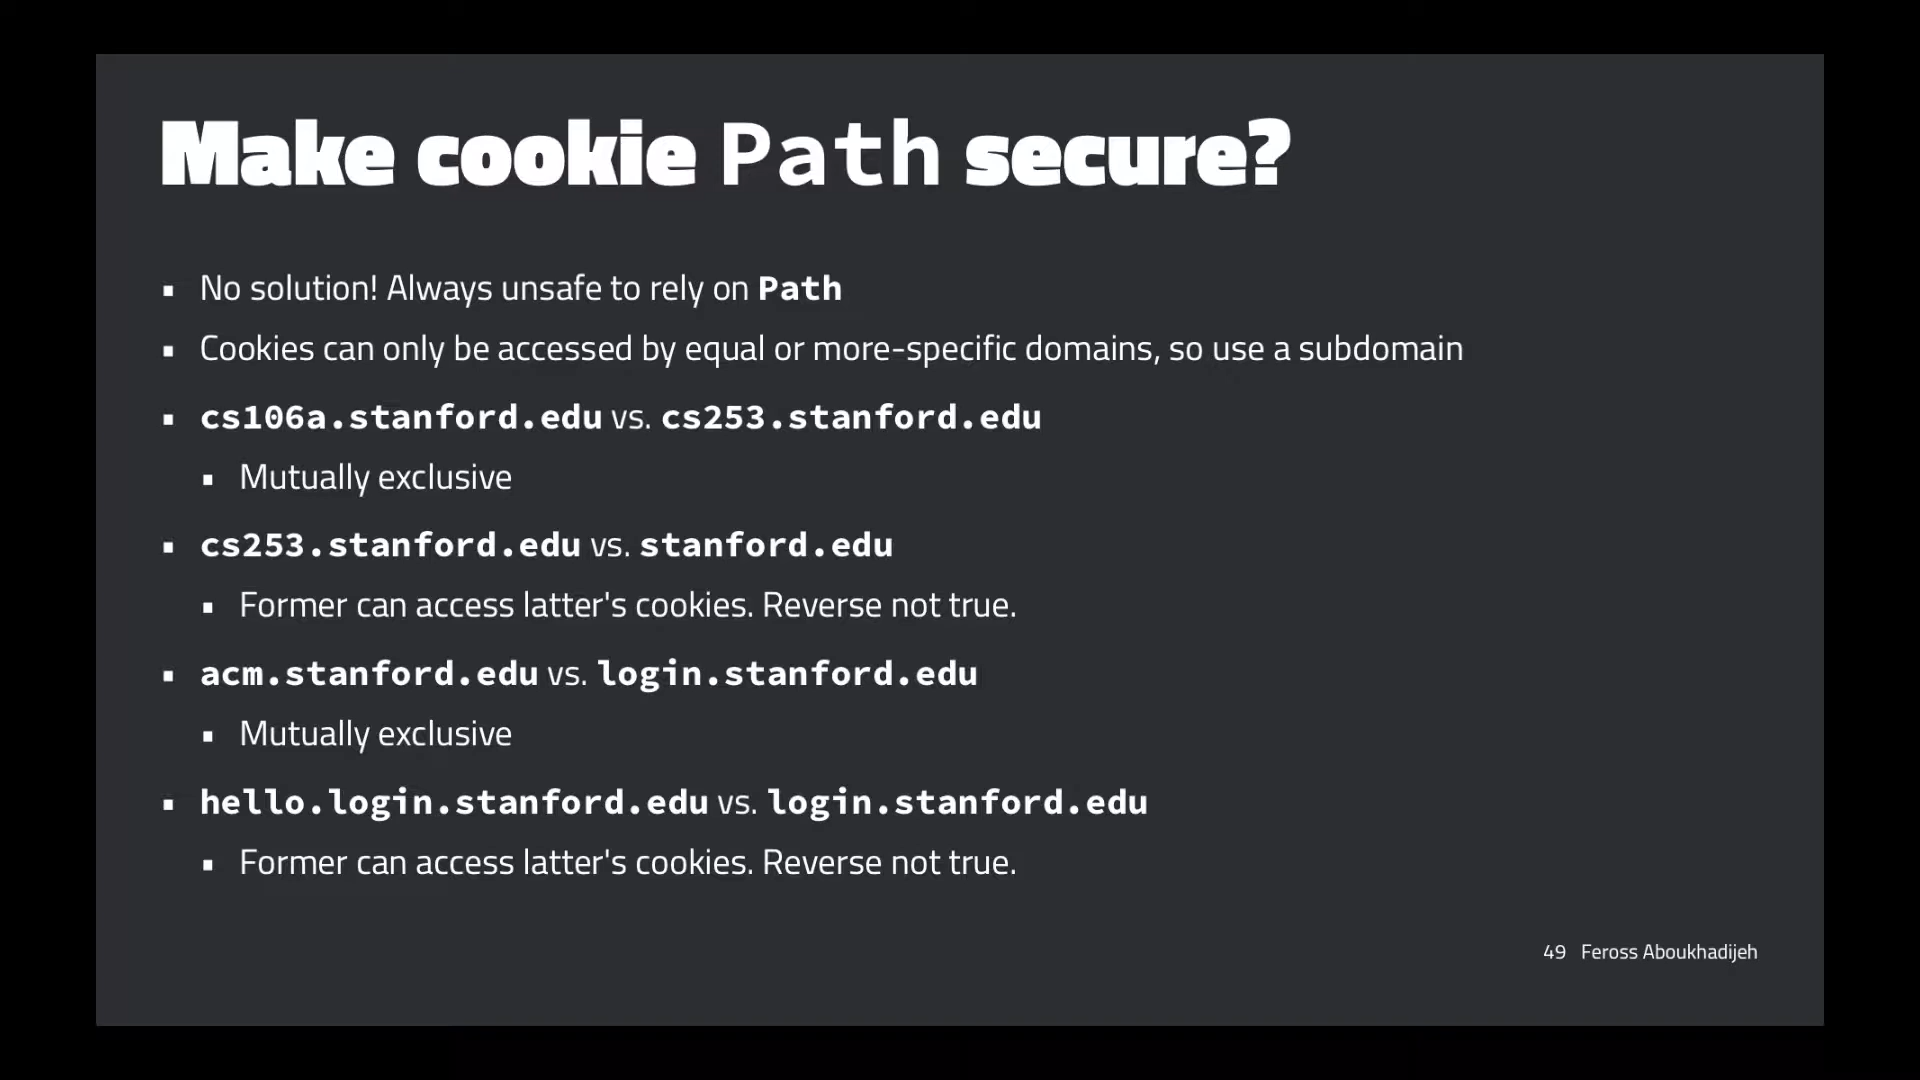 Make cookie Path secure?
▪ No solution! Always unsafe to rely on Path
▪ Cookies can only be accessed by equal or more-specific domains, so use a subdomain
▪ cs106a.stanford.edu vs. cs253.stanford.edu
▪ Mutually exclusive
▪ cs253.stanford.edu vs. stanford.edu
▪ Former can access latter's cookies. Reverse not true.
▪ acm.stanford.edu vs. login.stanford.edu
▪ Mutually exclusive
▪ hello.login.stanford.edu vs. login.stanford.edu
▪ Former can access latter's cookies. Reverse not true.
49 Feross Aboukhadijeh